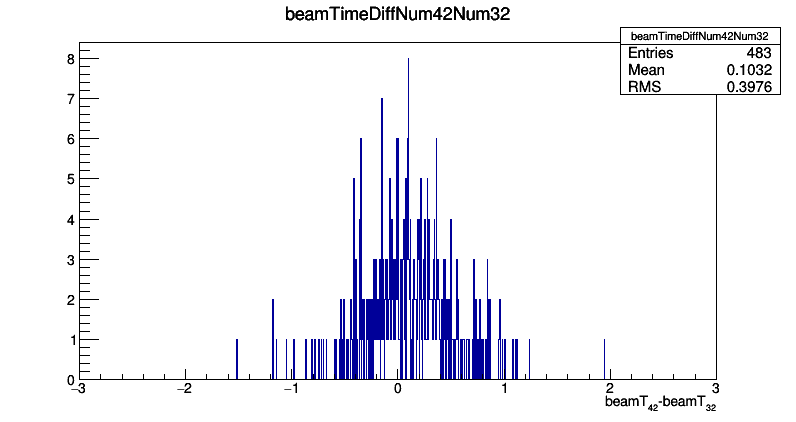 beamTimeDiffNum42Num32
beamTimeDiffNum42Num32
Entries 483
Mean 0.1032
RMS 0.3976
8
7
6
5
4
3
2
1
0
−3 −2 −1 0 1 2 3
beamT42-beamT32